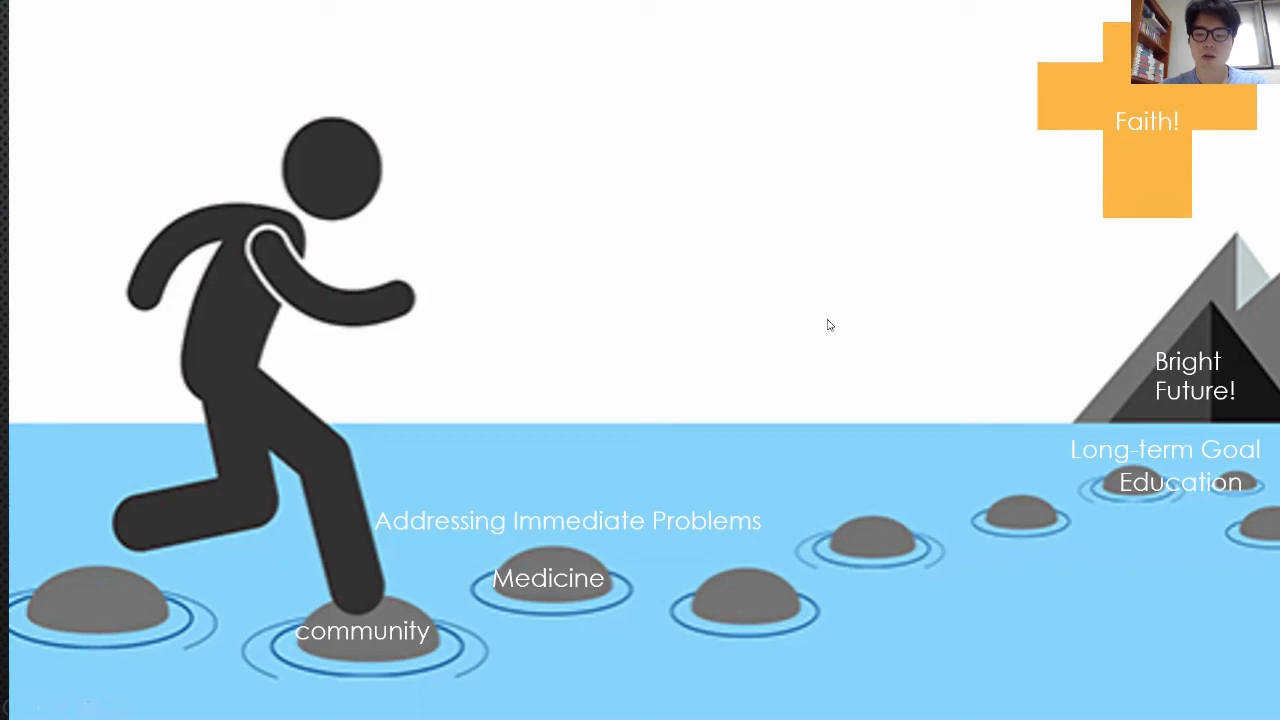 Faith!
Bright
Future!
Long-term Goal
Education
Addressing Immediate Problems
Medicine
community